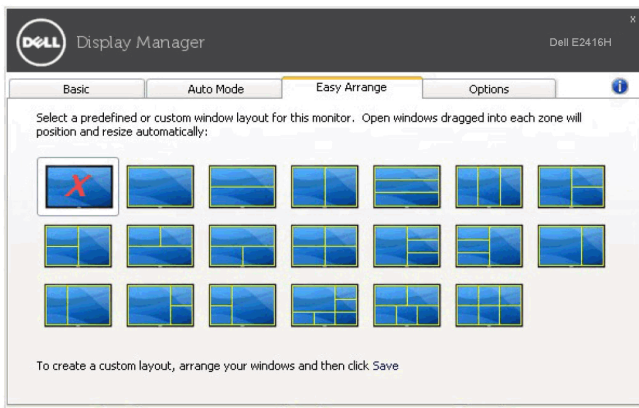 x
DELL Display Manager Dell E2416H
Basic Auto Mode Easy Arrange Options i
Select a predefined or custom window layout for this monitor. Open windows dragged into each zone will
position and resize automatically:
X
To create a custom layout, arrange your windows and then click Save